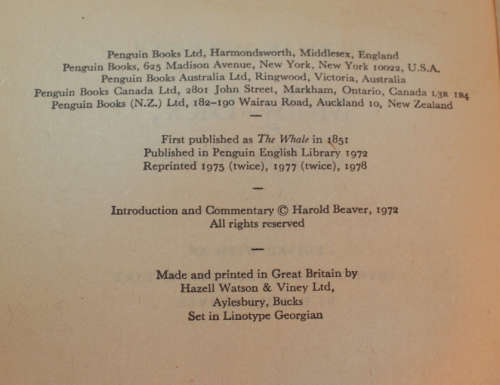 Penguin Books Ltd, Harmondsworth, Middlesex, England
Penguin Books, 625 Madison Avenue, New York, New York 10022, U.S.A.
Penguin Books Australia Ltd, Ringwood, Victoria, Australia
Penguin Books Canada Ltd, 2801 John Street, Markham, Ontario, Canada L3R 1B4
Penguin Books (N.Z.) Ltd, 182–190 Wairau Road, Auckland 10, New Zealand
–
First published as The Whale in 1851
Published in Penguin English Library 1972
Reprinted 1975 (twice), 1977 (twice), 1978
–
Introduction and Commentary © Harold Beaver, 1972
All rights reserved
–
Made and printed in Great Britain by
Hazell Watson & Viney Ltd,
Aylesbury, Bucks
Set in Linotype Georgian